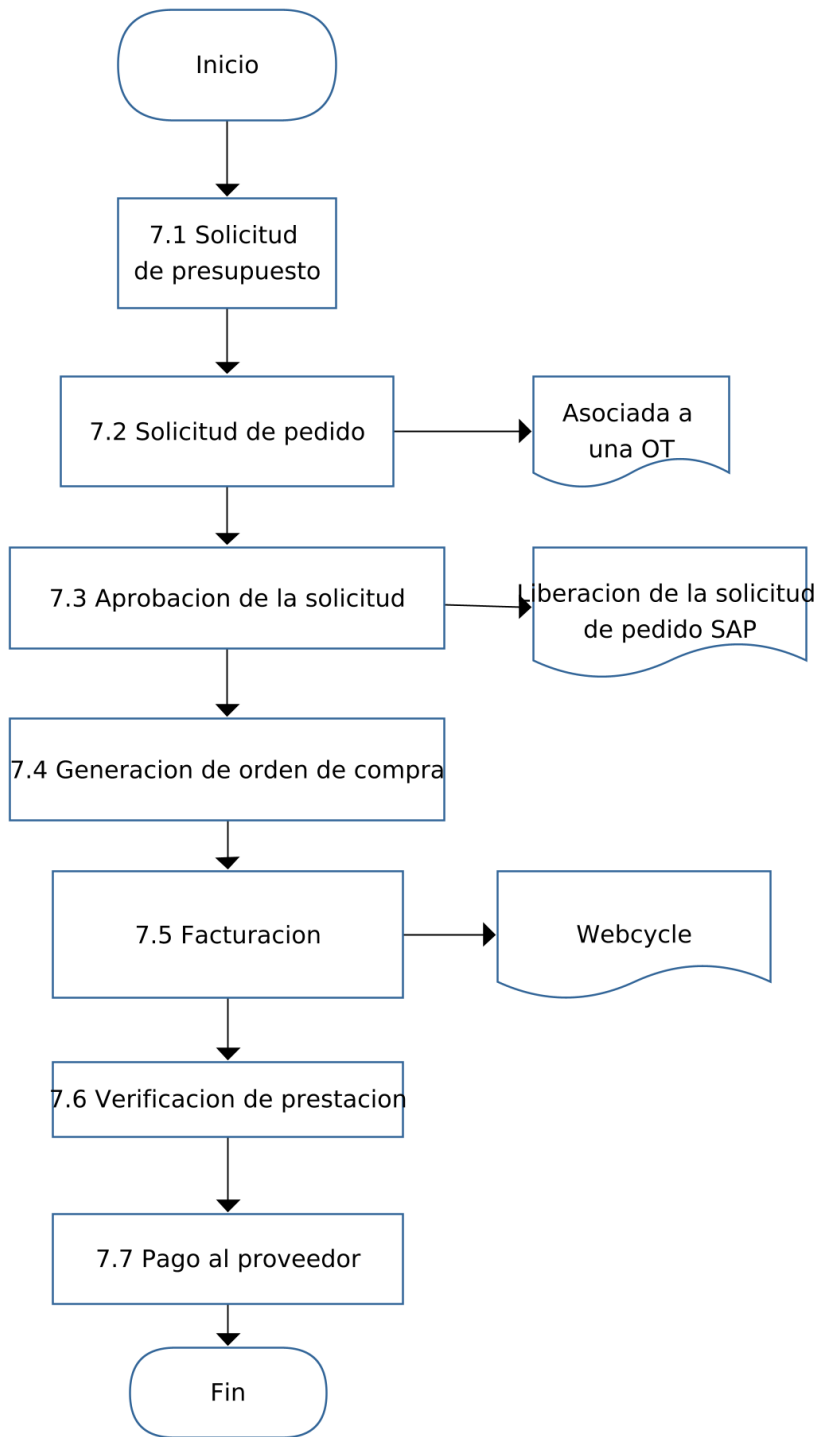 Inicio
7.1 Solicitud
de presupuesto
7.2 Solicitud de pedido
Asociada a
una OT
7.3 Aprobacion de la solicitud
Liberacion de la solicitud
de pedido SAP
7.4 Generacion de orden de compra
7.5 Facturacion
Webcycle
7.6 Verificacion de prestacion
7.7 Pago al proveedor
Fin